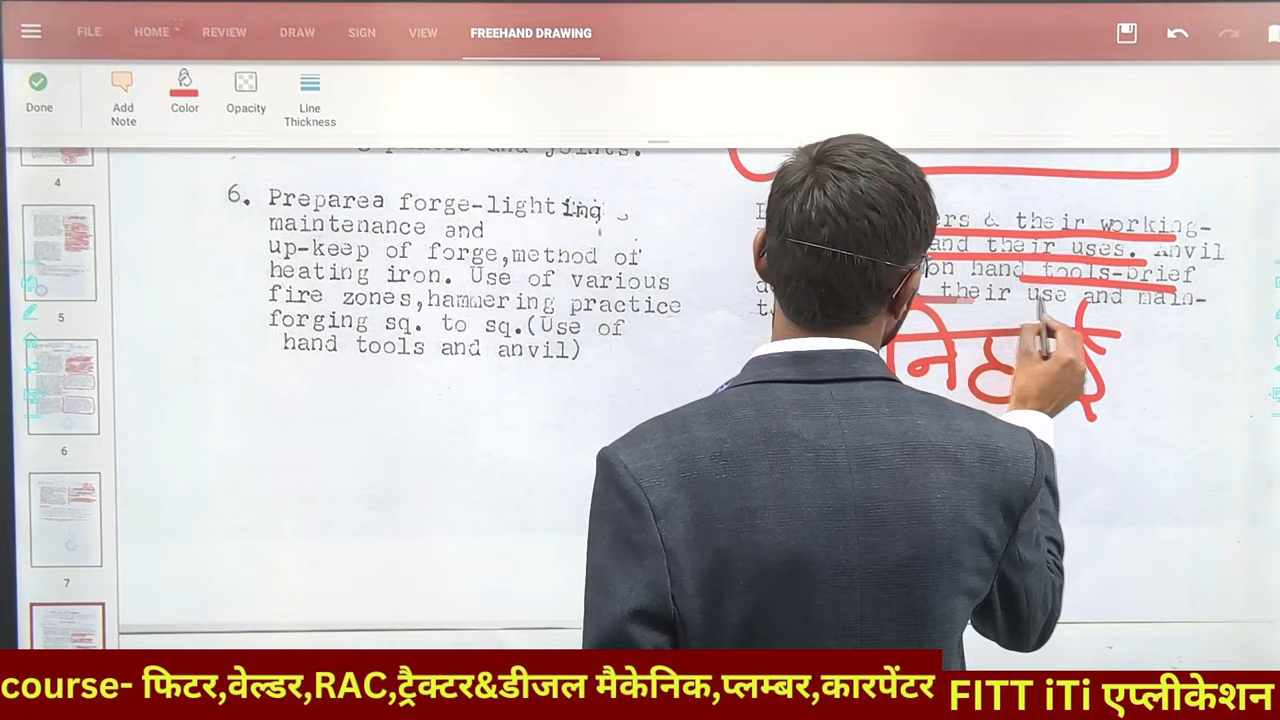 FILE HOME REVIEW DRAW SIGN VIEW FREEHAND DRAWING
Done
Add Note
Color
Opacity
Line Thickness
4
5
6
7
and joints.
6. Preparea forge-lighting
maintenance and
up-keep of forge,method of
heating iron. Use of various
fire zones,hammering practice
forging sq. to sq.(Use of
hand tools and anvil)
& their working-
and their uses. Anvil
hand tools-brief
their use and main-
निहाई
course- फिटर,वेल्डर,RAC,ट्रैक्टर&डीजल मैकेनिक,प्लम्बर,कारपेंटर
FITT iTi एप्लीकेशन